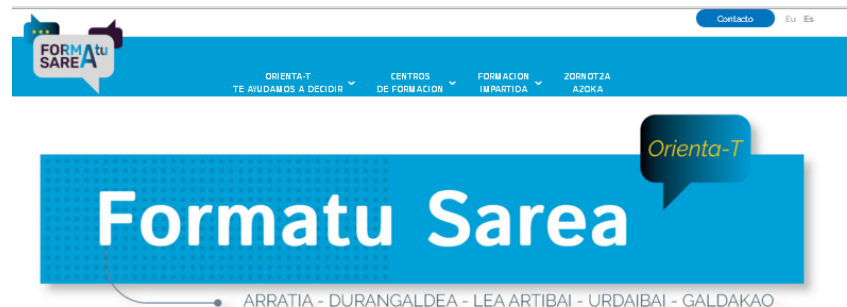 Contacto Eu Es
FORMAtu
SAREA
ORIENTA-T
TE AYUDAMOS A DECIDIR
CENTROS
DE FORMACION
FORMACION
IMPARTIDA
ZORNOTZA
AZOKA
Orienta-T
Formatu Sarea
ARRATIA - DURANGALDEA - LEA ARTIBAI - URDAIBAI - GALDAKAO